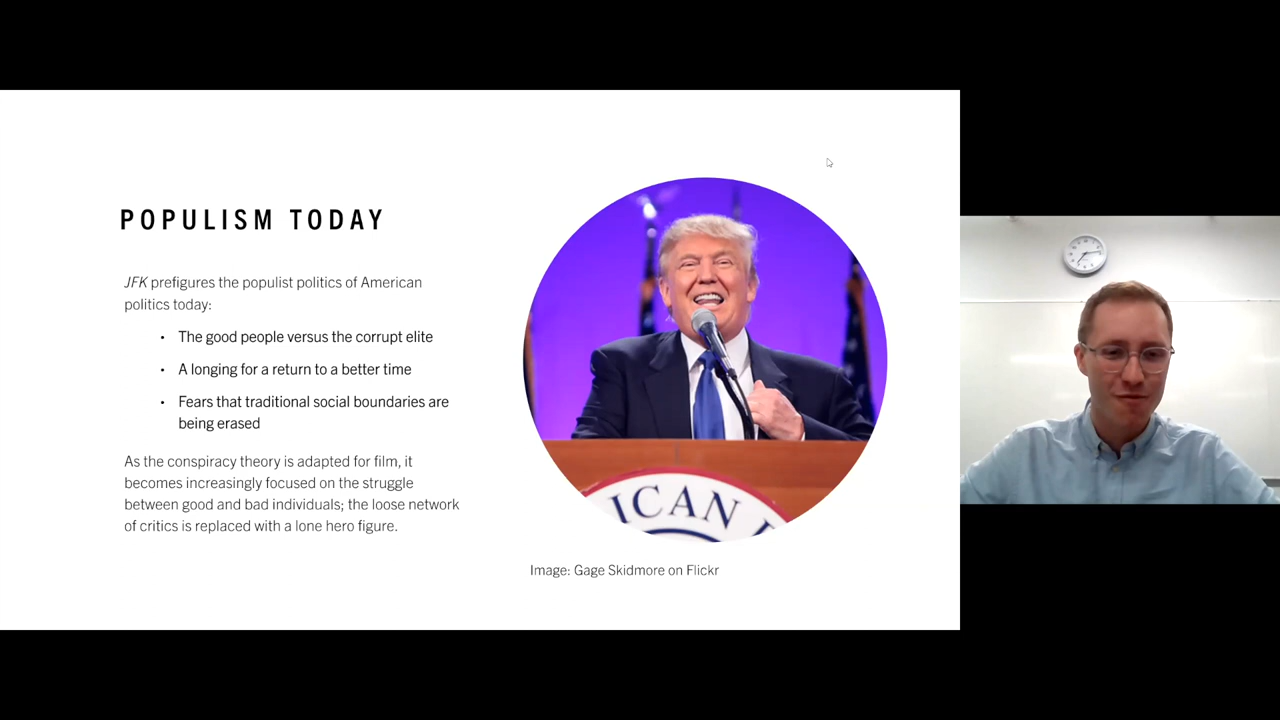 POPULISM TODAY
JFK prefigures the populist politics of American
politics today:
• The good people versus the corrupt elite
• A longing for a return to a better time
• Fears that traditional social boundaries are
being erased
As the conspiracy theory is adapted for film, it
becomes increasingly focused on the struggle
between good and bad individuals; the loose network
of critics is replaced with a lone hero figure.
ICAN
Image: Gage Skidmore on Flickr